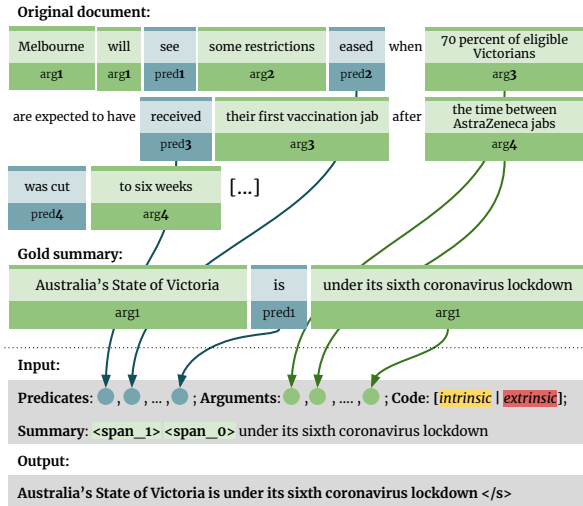 Original document:
Melbourne will see some restrictions eased when 70 percent of eligible Victorians
arg1 arg1 pred1 arg2 pred2 arg3
are expected to have received their first vaccination jab after the time between AstraZeneca jabs
pred3 arg3 arg4
was cut to six weeks [...]
pred4 arg4
Gold summary:
Australia's State of Victoria is under its sixth coronavirus lockdown
arg1 pred1 arg1
Input:
Predicates: , , ... , ; Arguments: , , ...., ; Code: [intrinsic | extrinsic];
Summary: <span_1> <span_0> under its sixth coronavirus lockdown
Output:
Australia's State of Victoria is under its sixth coronavirus lockdown </s>